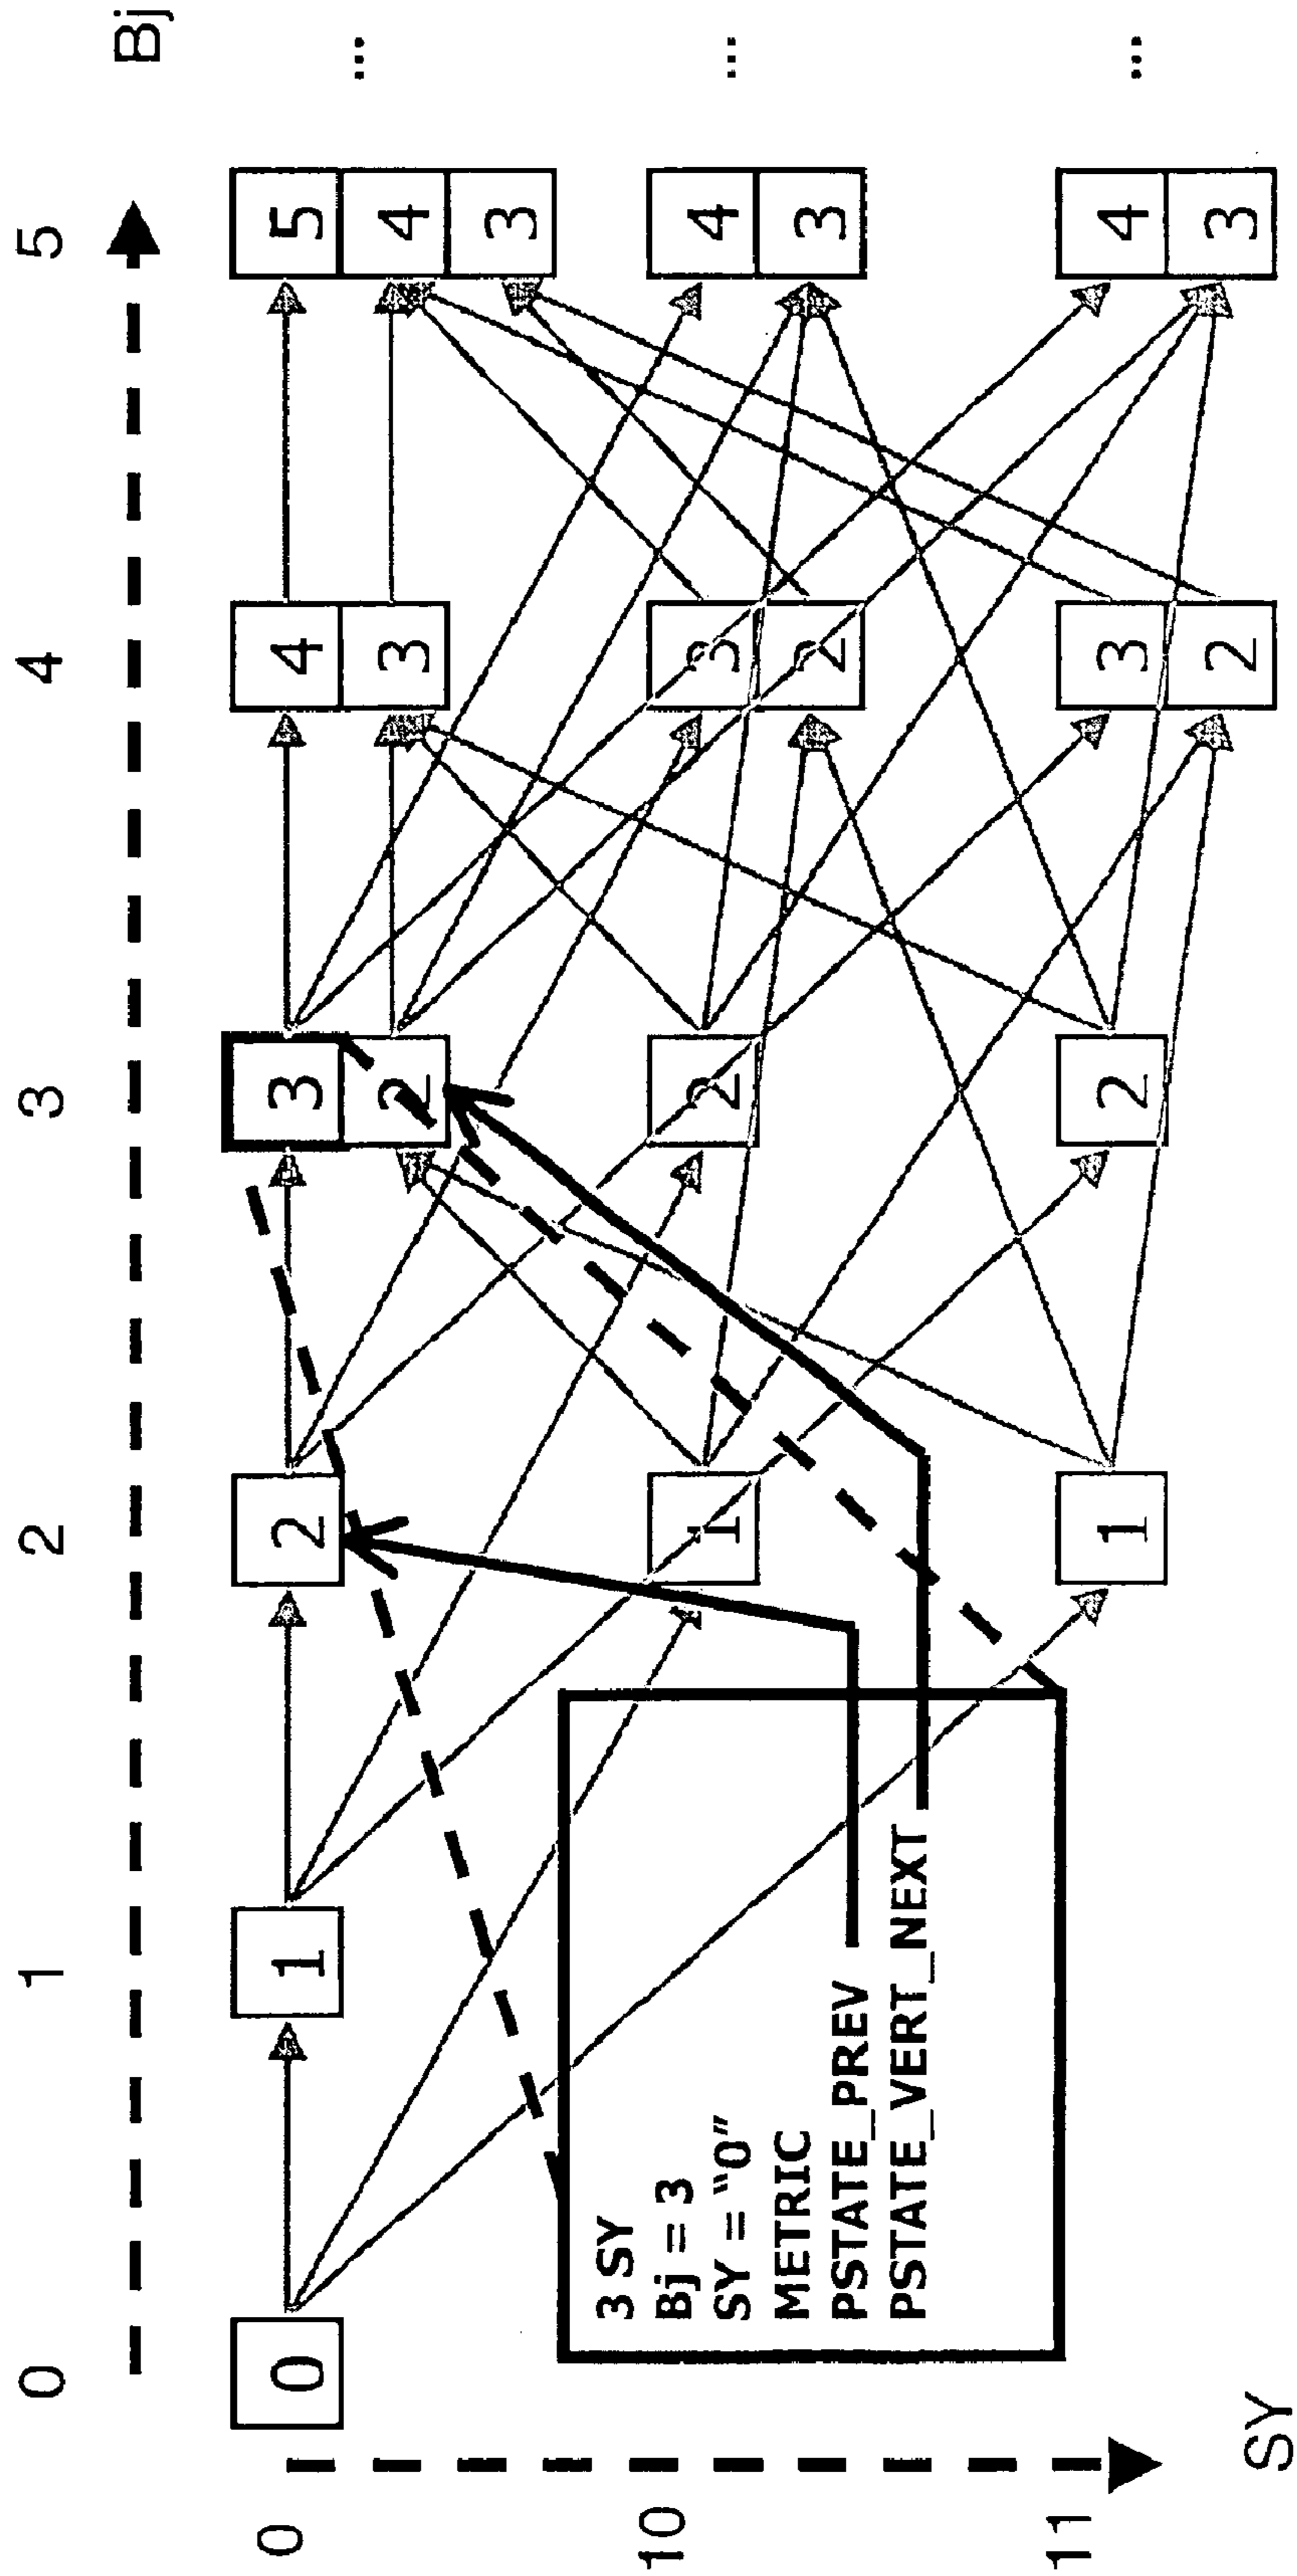 0 1 2 3 4 5 Bj
0 0 1 2 3 4 5 ...
2 3 4
3
10 1 2 3 4 ...
2 3
11 1 2 3 4 ...
2 3
SY
3 SY
Bj = 3
SY = "0"
METRIC
PSTATE_PREV
PSTATE_VERT_NEXT